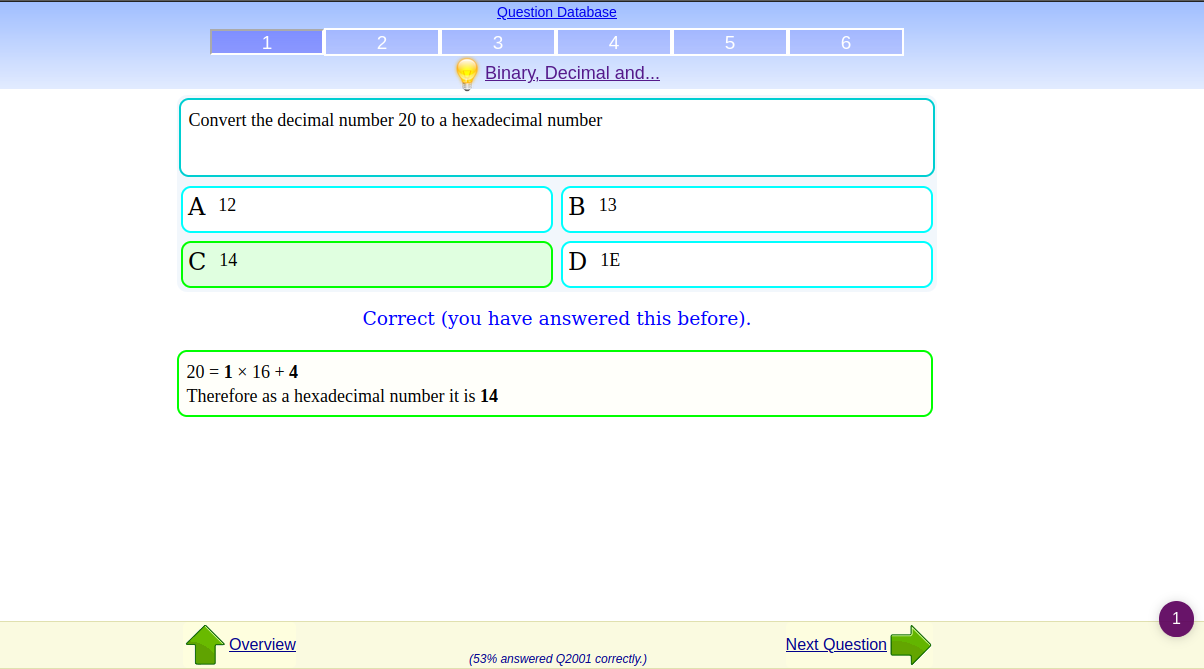 Question Database
1 2 3 4 5 6
Binary, Decimal and...
Convert the decimal number 20 to a hexadecimal number
A 12
B 13
C 14
D 1E
Correct (you have answered this before).
20 = 1 × 16 + 4
Therefore as a hexadecimal number it is 14
1
Overview
(53% answered Q2001 correctly.)
Next Question